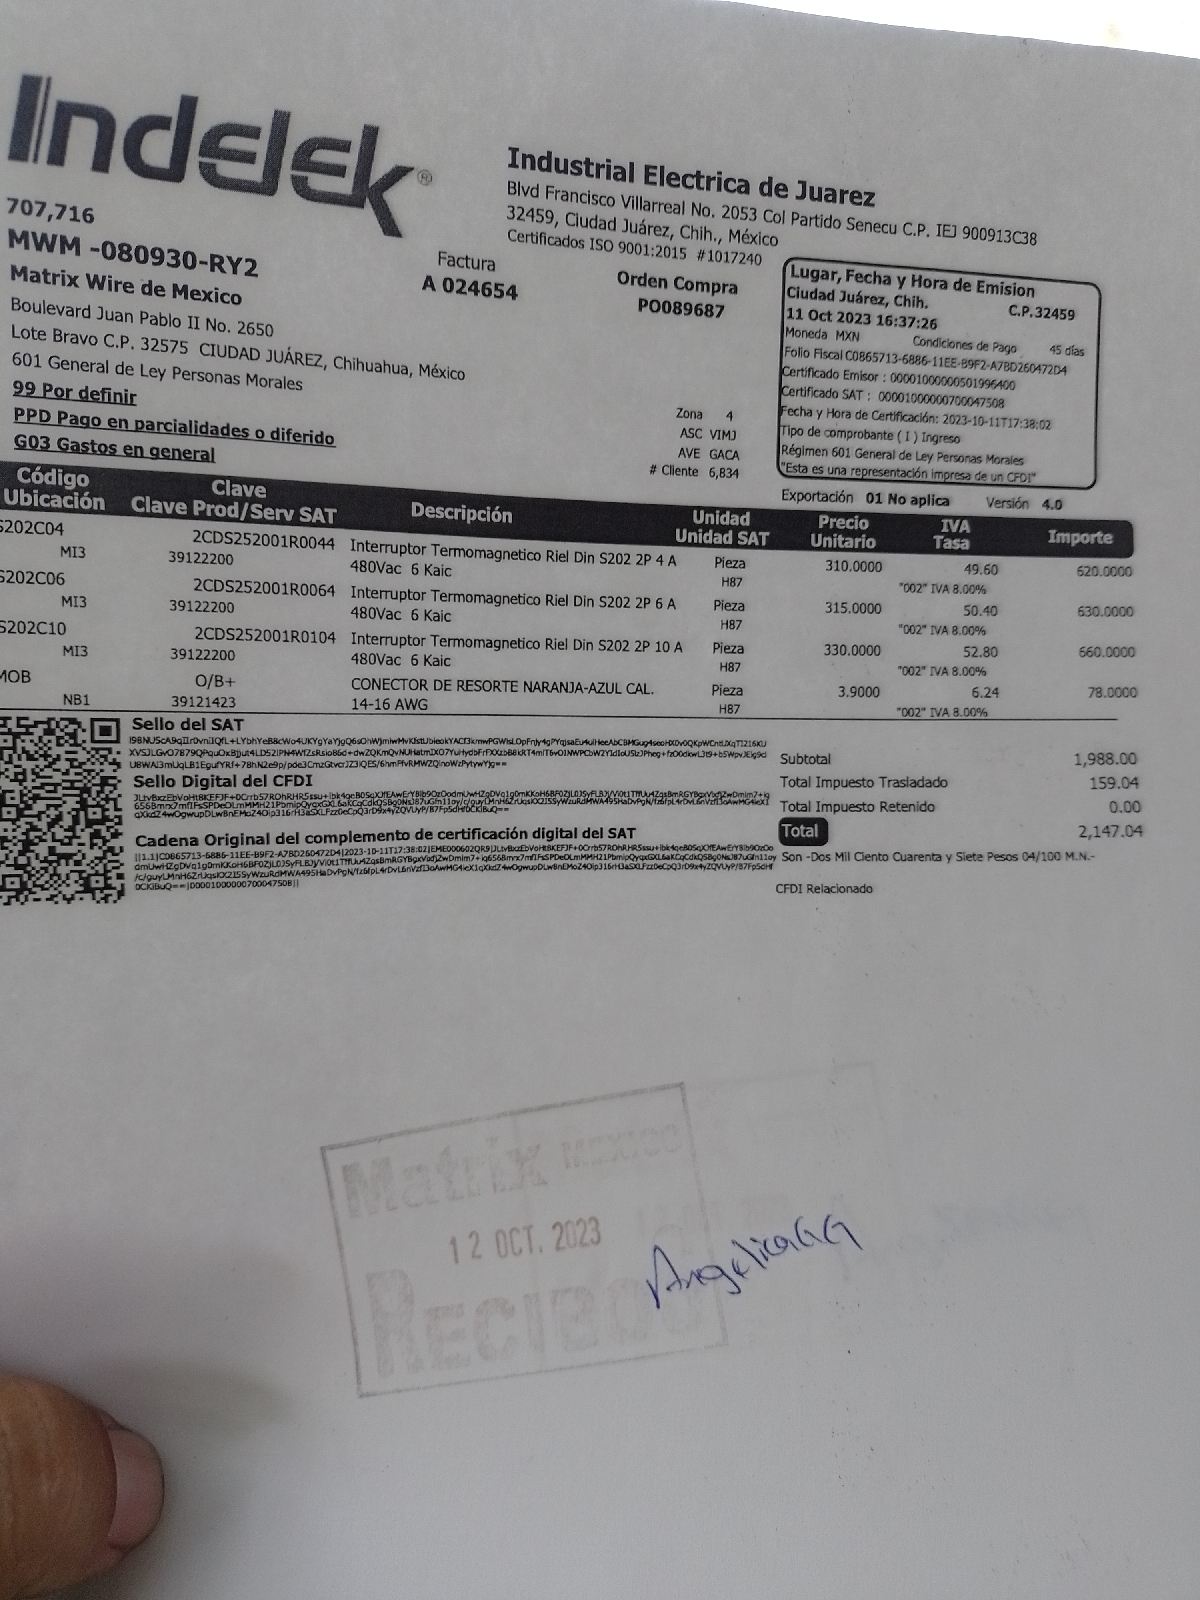 Indelek®
Industrial Electrica de Juarez
Blvd Francisco Villarreal No. 2053 Col Partido Senecu C.P. IEJ 900913C38
32459, Ciudad Juárez, Chih., México
Certificados ISO 9001:2015 #1017240
707,716
MWM -080930-RY2
Matrix Wire de Mexico
Boulevard Juan Pablo II No. 2650
Lote Bravo C.P. 32575 CIUDAD JUÁREZ, Chihuahua, México
601 General de Ley Personas Morales
99 Por definir
PPD Pago en parcialidades o diferido
G03 Gastos en general
Factura
A 024654
Orden Compra
PO089687
Zona 4
ASC VIMJ
AVE GACA
# Cliente 6,834
Lugar, Fecha y Hora de Emision
Ciudad Juárez, Chih. C.P.32459
11 Oct 2023 16:37:26
Moneda MXN Condiciones de Pago 45 días
Folio Fiscal C0865713-6886-11EE-B9F2-A7BD260472D4
Certificado Emisor : 00001000000501996400
Certificado SAT : 00001000000700047508
Fecha y Hora de Certificación: 2023-10-11T17:38:02
Tipo de comprobante ( I ) Ingreso
Régimen 601 General de Ley Personas Morales
"Esta es una representación impresa de un CFDI"
Exportación 01 No aplica Versión 4.0
Código Clave Descripción Unidad Precio IVA Importe
Ubicación Clave Prod/Serv SAT Unidad SAT Unitario Tasa
S202C04 2CDS252001R0044 Interruptor Termomagnetico Riel Din S202 2P 4 A Pieza 310.0000 49.60 620.0000
MI3 39122200 480Vac 6 Kaic H87 "002" IVA 8.00%
S202C06 2CDS252001R0064 Interruptor Termomagnetico Riel Din S202 2P 6 A Pieza 315.0000 50.40 630.0000
MI3 39122200 480Vac 6 Kaic H87 "002" IVA 8.00%
S202C10 2CDS252001R0104 Interruptor Termomagnetico Riel Din S202 2P 10 A Pieza 330.0000 52.80 660.0000
MI3 39122200 480Vac 6 Kaic H87 "002" IVA 8.00%
MOB O/B+ CONECTOR DE RESORTE NARANJA-AZUL CAL. Pieza 3.9000 6.24 78.0000
NB1 39121423 14-16 AWG H87 "002" IVA 8.00%
Sello del SAT
Sello Digital del CFDI
Cadena Original del complemento de certificación digital del SAT
Subtotal 1,988.00
Total Impuesto Trasladado 159.04
Total Impuesto Retenido 0.00
Total 2,147.04
Son -Dos Mil Ciento Cuarenta y Siete Pesos 04/100 M.N.-
CFDI Relacionado
Matrix MEXICO
12 OCT. 2023
RECIBIDO
AngelicaGG